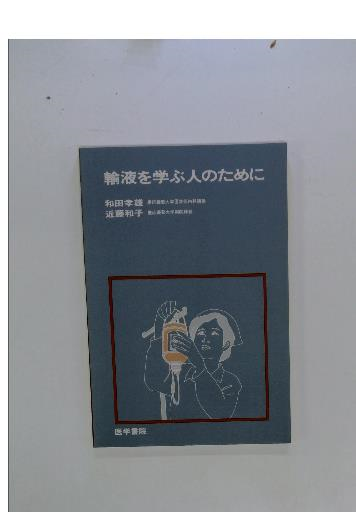 輸液を学ぶ人のために
和田孝雄
近藤和子
医学書院